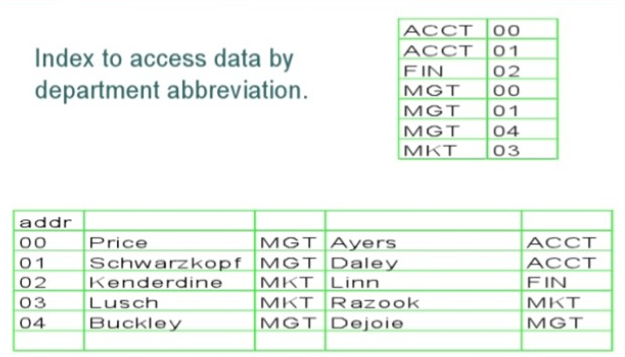 Index to access data by
department abbreviation.
ACCT 00
ACCT 01
FIN 02
MGT 00
MGT 01
MGT 04
MKT 03
addr
00 Price MGT Ayers ACCT
01 Schwarzkopf MGT Daley ACCT
02 Kenderdine MKT Linn FIN
03 Lusch MKT Razook MKT
04 Buckley MGT Dejoie MGT